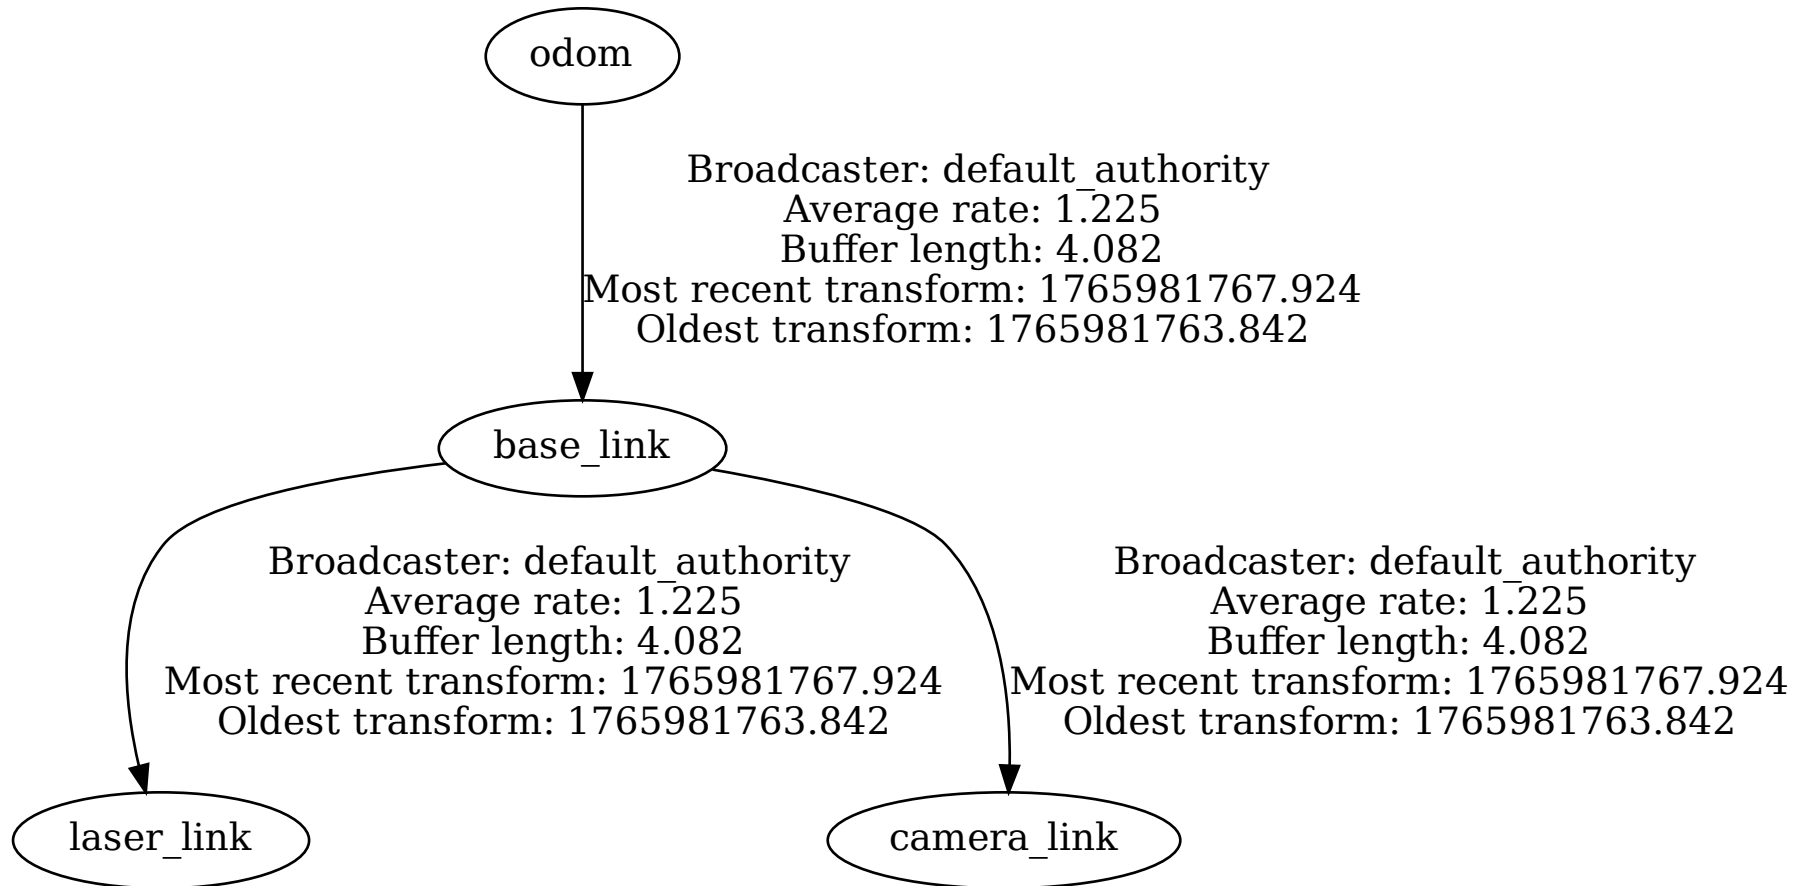 odom
Broadcaster: default_authority
Average rate: 1.225
Buffer length: 4.082
Most recent transform: 1765981767.924
Oldest transform: 1765981763.842
base_link
Broadcaster: default_authority
Average rate: 1.225
Buffer length: 4.082
Most recent transform: 1765981767.924
Oldest transform: 1765981763.842
Broadcaster: default_authority
Average rate: 1.225
Buffer length: 4.082
Most recent transform: 1765981767.924
Oldest transform: 1765981763.842
laser_link
camera_link